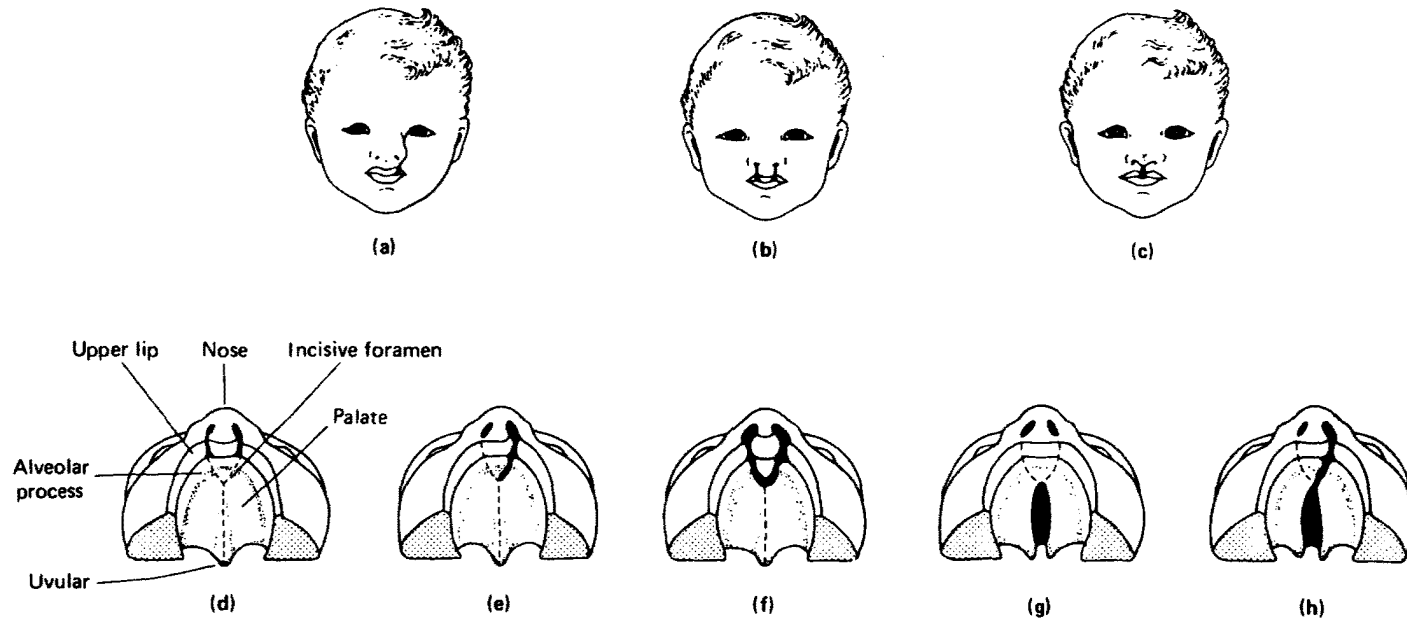 (a)
(b)
(c)
Upper lip
Nose
Incisive foramen
Palate
Alveolar
process
Uvular
(d)
(e)
(f)
(g)
(h)